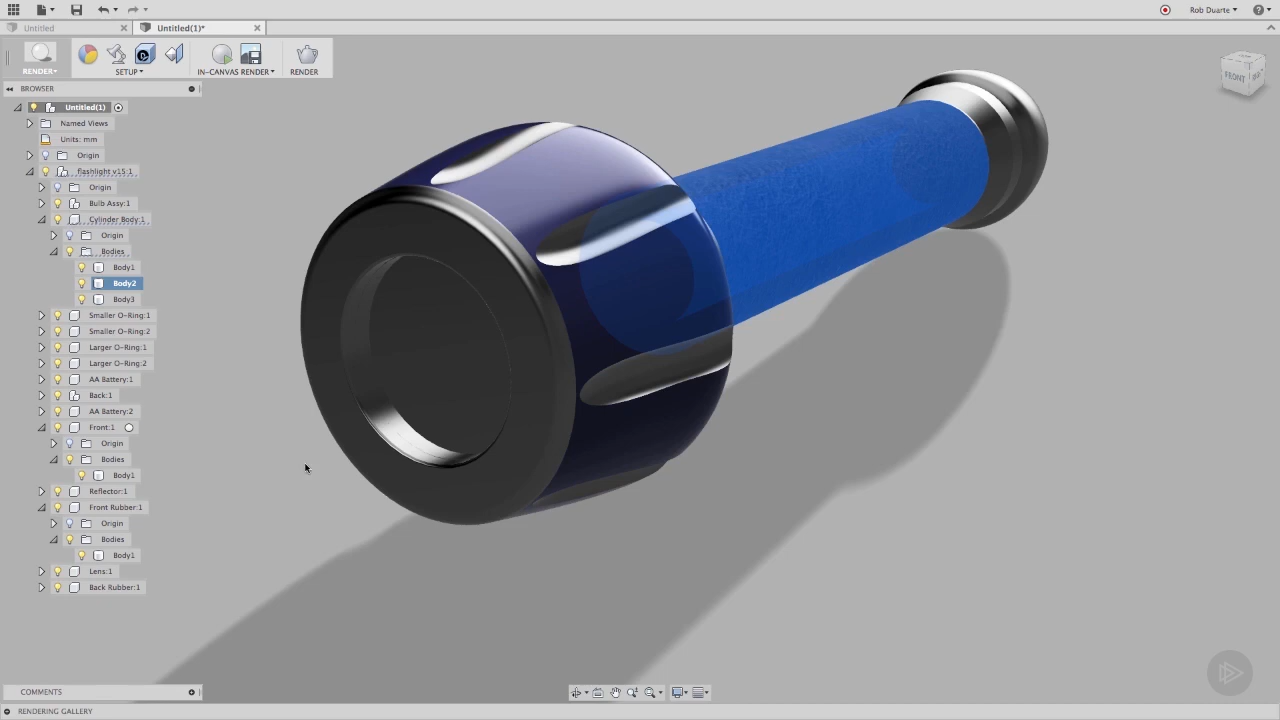 Rob Duarte
Untitled
Untitled(1)*
RENDER
SETUP
IN-CANVAS RENDER
RENDER
BROWSER
Untitled(1)
Named Views
Units: mm
Origin
flashlight v15:1
Origin
Bulb Assy:1
Cylinder Body:1
Origin
Bodies
Body1
Body2
Body3
Smaller O-Ring:1
Smaller O-Ring:2
Larger O-Ring:1
Larger O-Ring:2
AA Battery:1
Back:1
AA Battery:2
Front:1
Origin
Bodies
Body1
Reflector:1
Front Rubber:1
Origin
Bodies
Body1
Lens:1
Back Rubber:1
FRONT
COMMENTS
RENDERING GALLERY